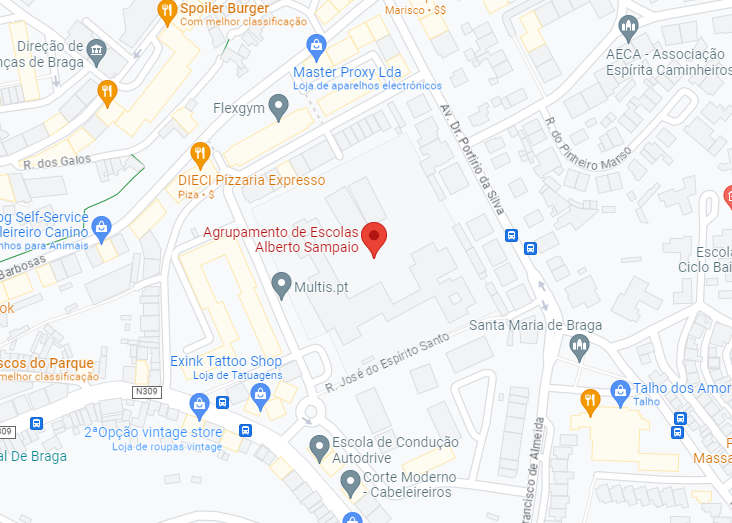 Spoiler Burger
Com melhor classificação
Marisco • $$
Direção de
nças de Braga
AECA - Associação
Espírita Caminheiros
Master Proxy Lda
Loja de aparelhos electrónicos
Flexgym
Av. Dr. Porfírio da Silva
R. do Pinheiro Manso
R. dos Galos
DIECI Pizzaria Expresso
Piza • $
og Self-Service
leireiro Canino
nhos para Animais
Barbosas
Agrupamento de Escolas
Alberto Sampaio
Escola
Ciclo Bai
Multis.pt
ok
Santa Maria de Braga
R. José do Espírito Santo
scos do Parque
melhor classificação
Exink Tattoo Shop
Loja de Tatuagens
N309
309
2ªOpção vintage store
Loja de roupas vintage
Talho dos Amor
Talho
al De Braga
Escola de Condução
Autodrive
Corte Moderno
- Cabeleireiros
rancisco de Almeida
F
Massa